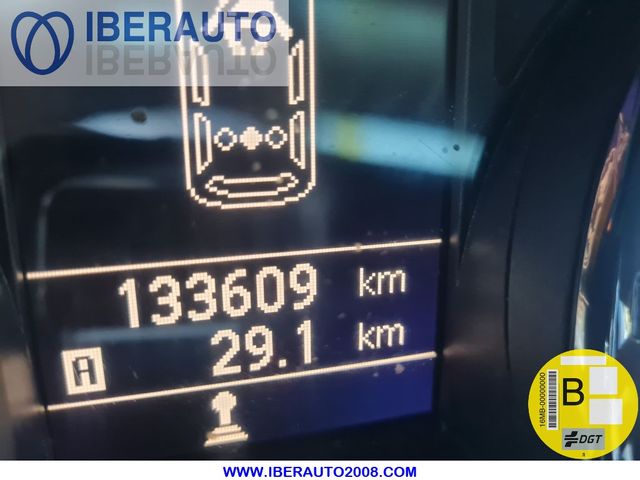 IBERAUTO
133609 km
A 29.1 km
16MB-00000000
B
DGT
WWW.IBERAUTO2008.COM